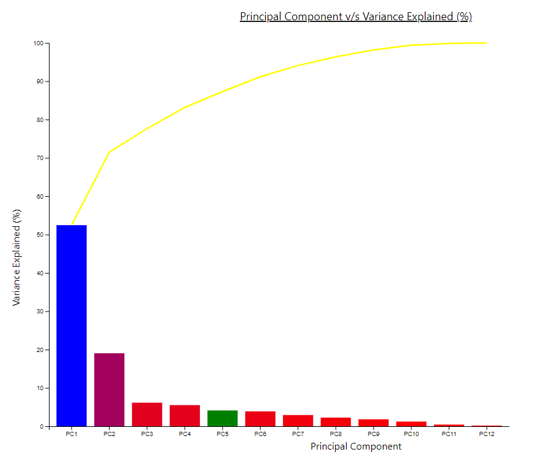 Principal Component v/s Variance Explained (%)
100
90
80
70
60
50
40
30
20
10
0
Variance Explained (%)
PC1 PC2 PC3 PC4 PC5 PC6 PC7 PC8 PC9 PC10 PC11 PC12
Principal Component